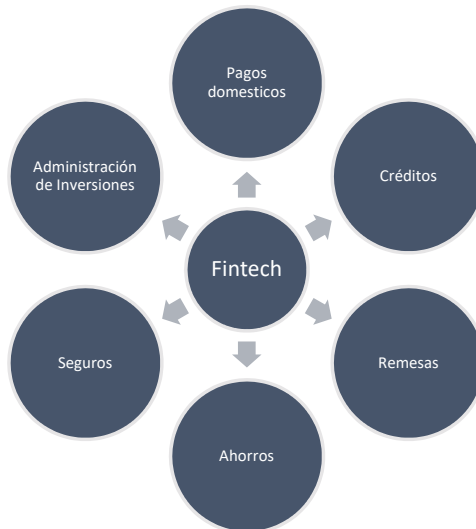 Pagos
domesticos
Administración
de Inversiones
Créditos
Fintech
Seguros
Remesas
Ahorros